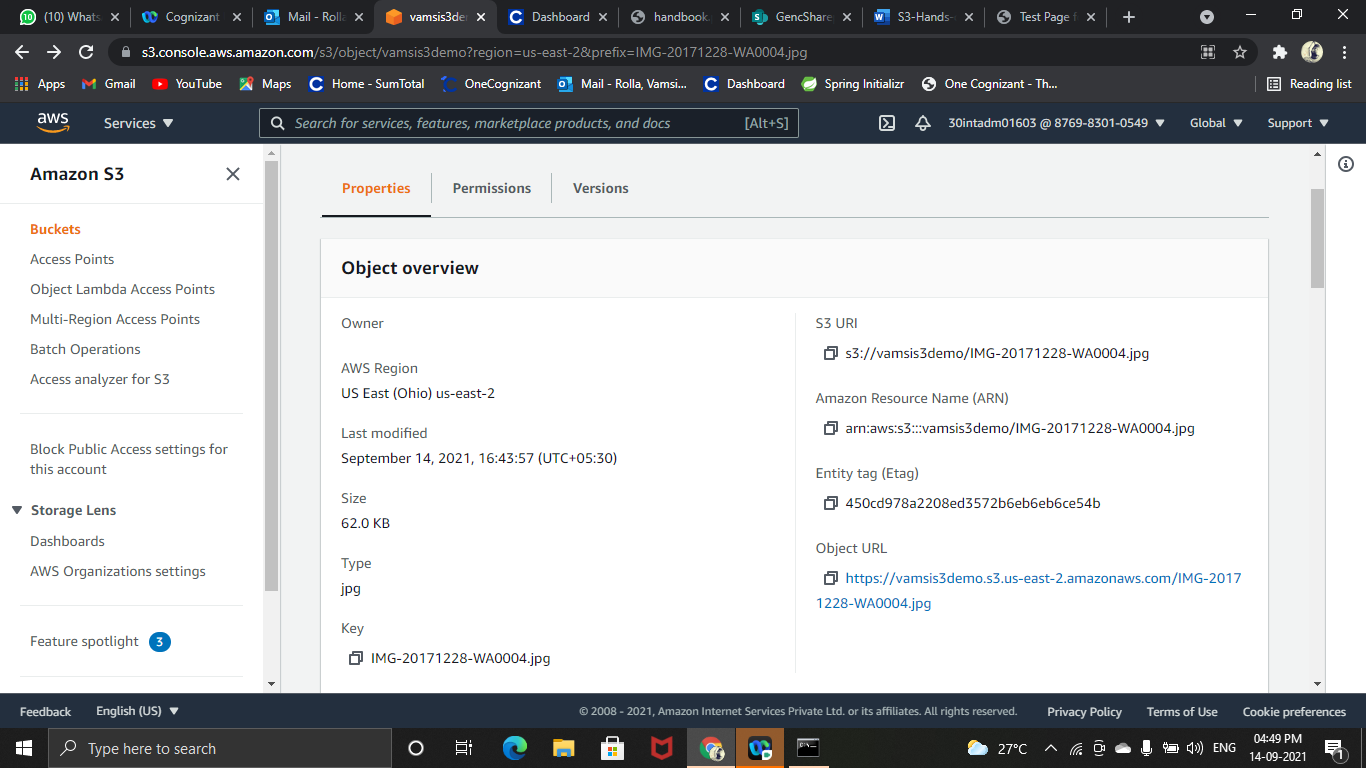 (10) Whats
Cognizant
Mail - Rolla
vamsis3de
Dashboard
handbook.
GencShare
S3-Hands-
Test Page f
s3.console.aws.amazon.com/s3/object/vamsis3demo?region=us-east-2&prefix=IMG-20171228-WA0004.jpg
Apps
Gmail
YouTube
Maps
Home - SumTotal
OneCognizant
Mail - Rolla, Vamsi...
Dashboard
Spring Initializr
One Cognizant - Th...
Reading list
aws
Services
Search for services, features, marketplace products, and docs
[Alt+S]
30intadm01603 @ 8769-8301-0549
Global
Support
Amazon S3
Buckets
Access Points
Object Lambda Access Points
Multi-Region Access Points
Batch Operations
Access analyzer for S3
Block Public Access settings for
this account
Storage Lens
Dashboards
AWS Organizations settings
Feature spotlight 3
Properties
Permissions
Versions
Object overview
Owner
AWS Region
US East (Ohio) us-east-2
Last modified
September 14, 2021, 16:43:57 (UTC+05:30)
Size
62.0 KB
Type
jpg
Key
IMG-20171228-WA0004.jpg
S3 URI
s3://vamsis3demo/IMG-20171228-WA0004.jpg
Amazon Resource Name (ARN)
arn:aws:s3:::vamsis3demo/IMG-20171228-WA0004.jpg
Entity tag (Etag)
450cd978a2208ed3572b6eb6eb6ce54b
Object URL
https://vamsis3demo.s3.us-east-2.amazonaws.com/IMG-2017
1228-WA0004.jpg
Feedback
English (US)
© 2008 - 2021, Amazon Internet Services Private Ltd. or its affiliates. All rights reserved.
Privacy Policy
Terms of Use
Cookie preferences
Type here to search
27°C
ENG
04:49 PM
14-09-2021
1